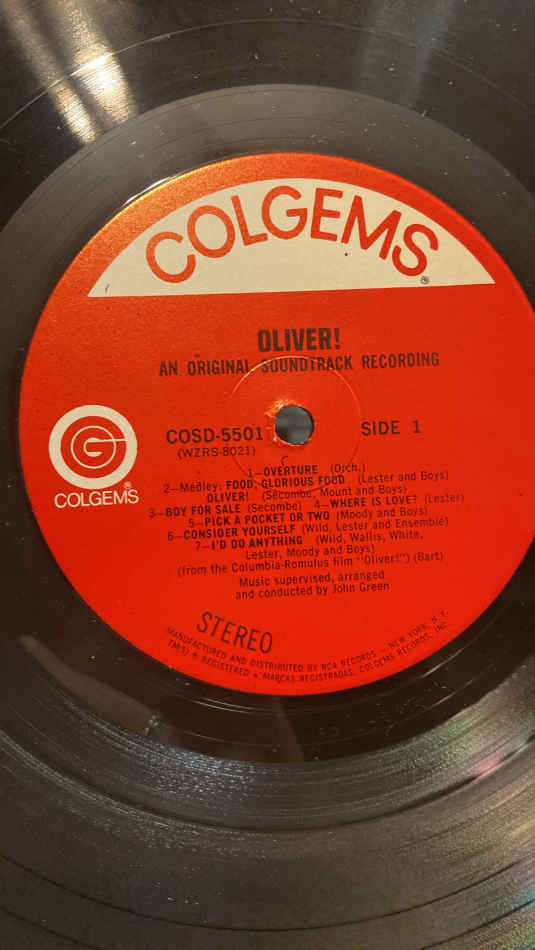 COLGEMS®
OLIVER!
AN ORIGINAL SOUNDTRACK RECORDING
COSD-5501
(WZRS-8021)
SIDE 1
G
®
COLGEMS
1—OVERTURE (Orch.)
2—Medley: FOOD, GLORIOUS FOOD (Lester and Boys)
OLIVER! (Secombe, Mount and Boys)
3—BOY FOR SALE (Secombe) 4—WHERE IS LOVE? (Lester)
5—PICK A POCKET OR TWO (Moody and Boys)
6—CONSIDER YOURSELF (Wild, Lester and Ensemble)
7—I'D DO ANYTHING (Wild, Wallis, White,
Lester, Moody and Boys)
(from the Columbia-Romulus film "Oliver!") (Bart)
Music supervised, arranged
and conducted by John Green
STEREO
MANUFACTURED AND DISTRIBUTED BY RCA RECORDS — NEW YORK, N. Y.
TM(S) ® REGISTERED • MARCAS REGISTRADAS, COLGEMS RECORDS, INC.